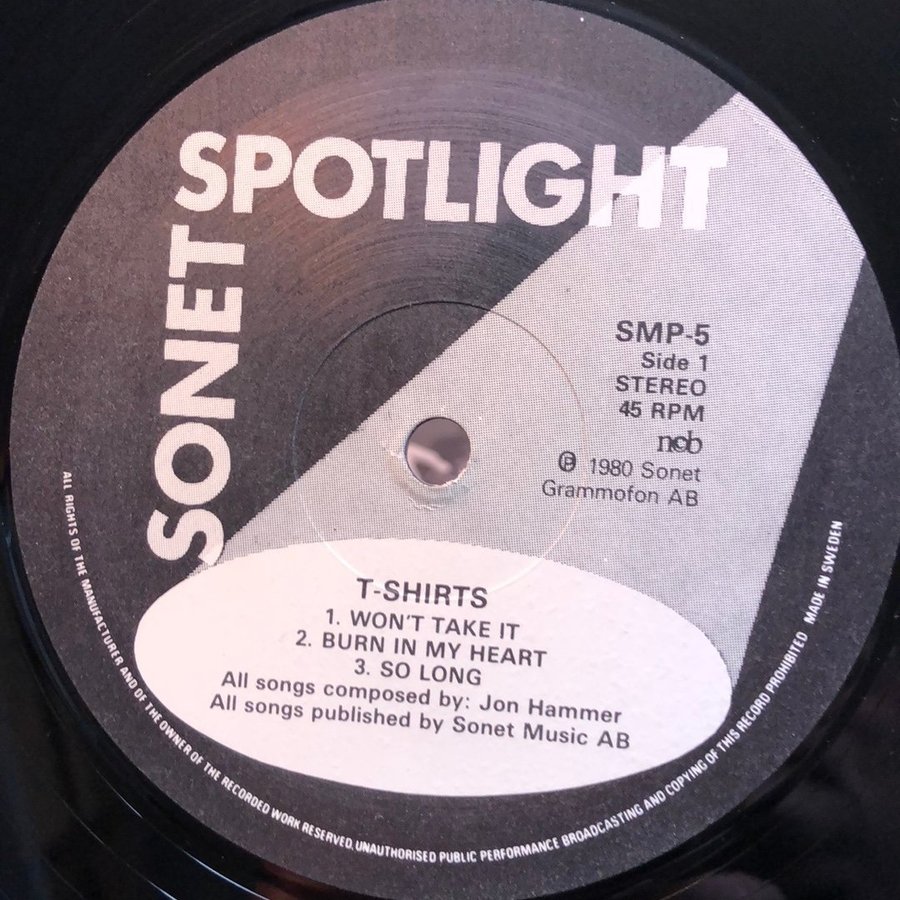 SONET
SPOTLIGHT
SMP-5
Side 1
STEREO
45 RPM
ncb
℗ 1980 Sonet
Grammofon AB
T-SHIRTS
1. WON'T TAKE IT
2. BURN IN MY HEART
3. SO LONG
All songs composed by: Jon Hammer
All songs published by Sonet Music AB
ALL RIGHTS OF THE MANUFACTURER AND OF THE OWNER OF THE RECORDED WORK RESERVED. UNAUTHORISED PUBLIC PERFORMANCE BROADCASTING AND COPYING OF THIS RECORD PROHIBITED MADE IN SWEDEN